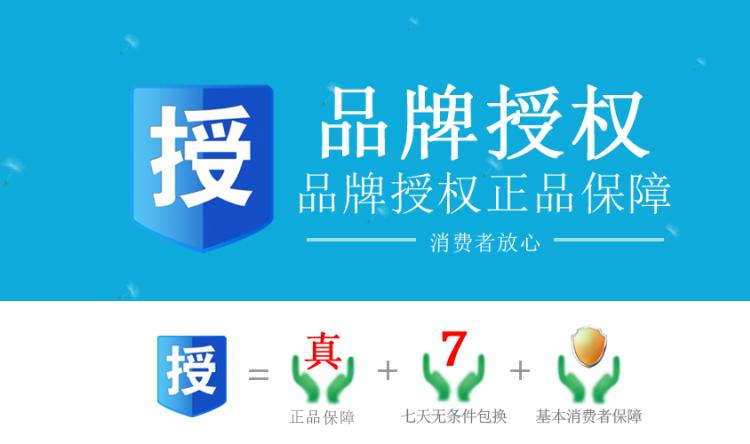 授
品牌授权
品牌授权正品保障
消费者放心
授 = 真 + 7 +
正品保障 七天无条件包换 基本消费者保障